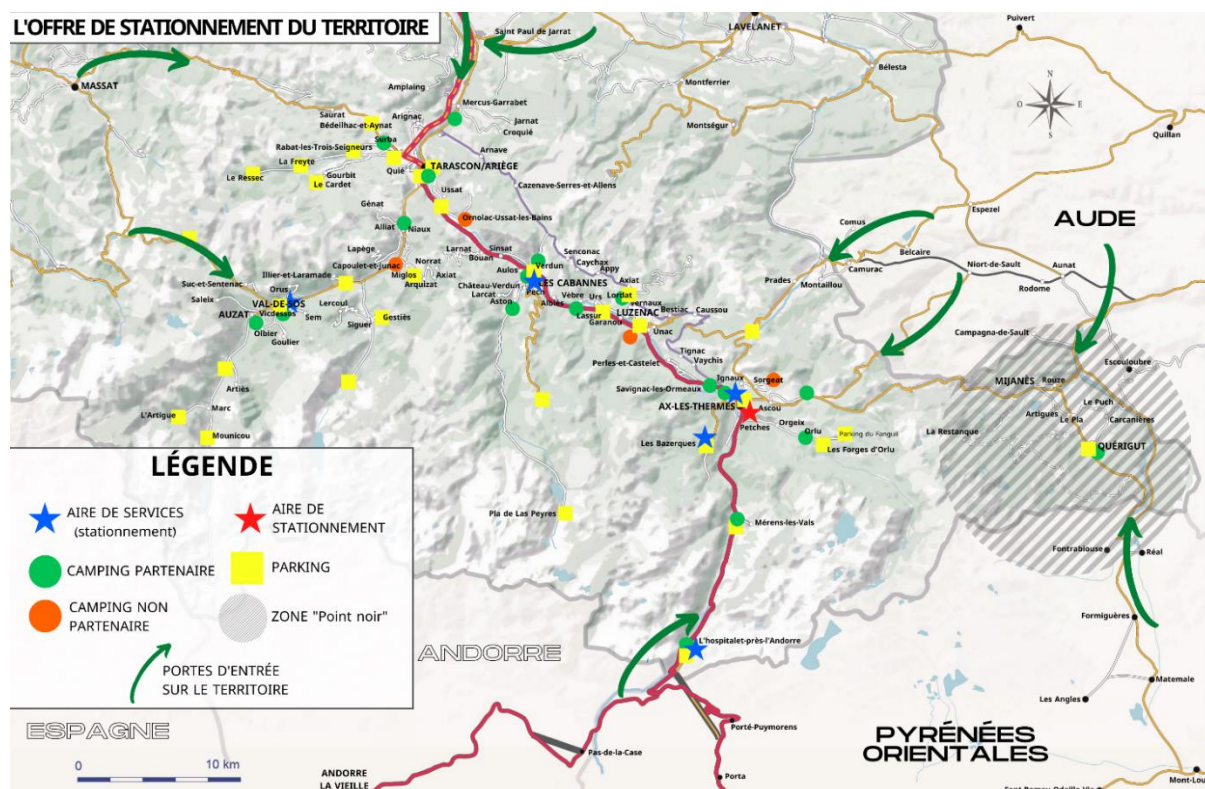 L'OFFRE DE STATIONNEMENT DU TERRITOIRE
Saint Paul de Jarrat
LAVELANET
Puivert
MASSAT
Amplaing
Montferrier
Bélesta
N
O
E
S
Mercus-Garrabet
Saurat
Arignac
Bédeilhac-et-Aynat
Jarnat
Croquié
Montségur
Quillan
Surba
Rabat-les-Trois-Seigneurs
Arnave
La Freyte
Quié
TARASCON/ARIÈGE
Le Ressec
Gourbit
Le Cardet
Ussat
Cazenave-Serres-et-Allens
Génat
Espezel
Ornolac-Ussat-les-Bains
Comus
AUDE
Alliat
Niaux
Lapège
Larnat
Sinsat
Senconac
Belcaire
Bouan
Caychax
Capoulet-et-Junac
Norrat
Verdun
Appy
Camurac
Niort-de-Sault
Aunat
Illier-et-Laramade
Miglos
Axiat
Aulos
Axiat
Prades
Suc-et-Sentenac
Orus
Arquizat
Château-Verdun
LES CABANNES
Montaillou
Rodome
Saleix
Lercoul
Larcat
Pech
Vèbre
Urs
Lordat
VAL-DE-SOS
Aston
Albiès
Vernaux
Bestiac
Caussou
Vicdessos
Sem
Siguer
Gestiès
Lassur
LUZENAC
AUZAT
Garanou
Unac
Campagna-de-Sault
Olbier
Goulier
Tignac
Escouloubre
Vaychis
Perles-et-Castelet
Ignaux
Sorgeat
MIJANÈS
Rouze
Artiès
Savignac-les-Ormeaux
Le Puch
L'Artigue
Marc
AX-LES-THERMES
Ascou
Artigues
Carcanières
Mounicou
Petches
Le Pla
Orgeix
Orlu
Parking du Fanguil
La Restanque
Les Bazerques
Les Forges d'Orlu
QUÉRIGUT
LÉGENDE
AIRE DE SERVICES
(stationnement)
AIRE DE
STATIONNEMENT
Pla de Las Peyres
Mérens-les-Vals
CAMPING PARTENAIRE
PARKING
Fontrabiouse
Réal
CAMPING NON
PARTENAIRE
ZONE "Point noir"
Formiguères
L'hospitalet-près-l'Andorre
ANDORRE
PORTES D'ENTRÉE
SUR LE TERRITOIRE
Matemale
Les Angles
ESPAGNE
Porté-Puymorens
PYRÉNÉES
ORIENTALES
Pas-de-la-Case
0
10 km
ANDORRE
LA VIEILLE
Porta